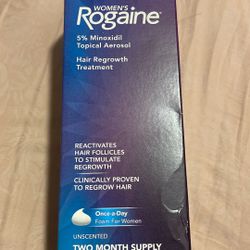 WOMEN'S
Rogaine
5% Minoxidil
Topical Aerosol
Hair Regrowth
Treatment
REACTIVATES
HAIR FOLLICLES
TO STIMULATE
REGROWTH
CLINICALLY PROVEN
TO REGROW HAIR
Once-a-Day
Foam For Women
UNSCENTED
TWO MONTH SUPPLY